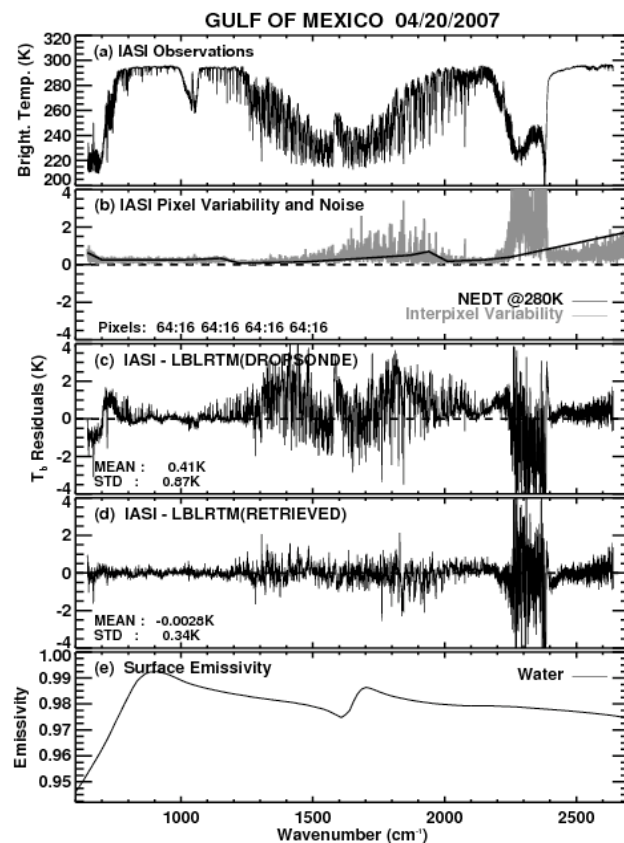 GULF OF MEXICO 04/20/2007
(a) IASI Observations
Bright. Temp. (K)
320
300
280
260
240
220
200
(b) IASI Pixel Variability and Noise
4
2
0
-2
-4
NEDT @280K
Interpixel Variability
Pixels: 64:16 64:16 64:16 64:16
(c) IASI - LBLRTM(DROPSONDE)
T_b Residuals (K)
4
2
0
-2
-4
MEAN : 0.41K
STD : 0.87K
(d) IASI - LBLRTM(RETRIEVED)
4
2
0
-2
-4
MEAN : -0.0028K
STD : 0.34K
(e) Surface Emissivity
Water
Emissivity
1.00
0.99
0.98
0.97
0.96
0.95
1000 1500 2000 2500
Wavenumber (cm⁻¹)